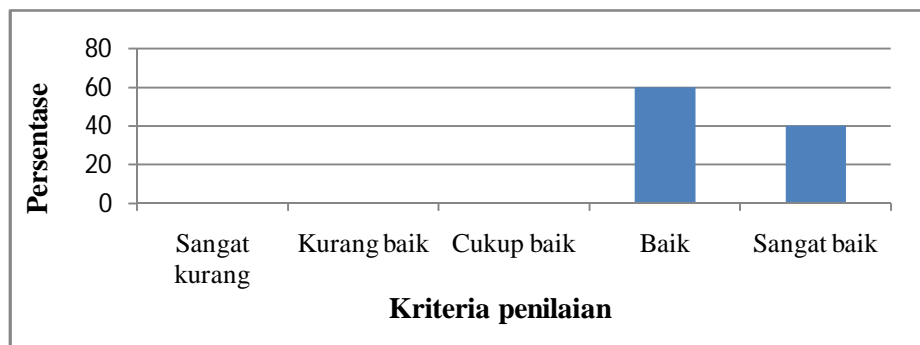 80
60
40
20
0
Persentase
Sangat kurang
Kurang baik
Cukup baik
Baik
Sangat baik
Kriteria penilaian